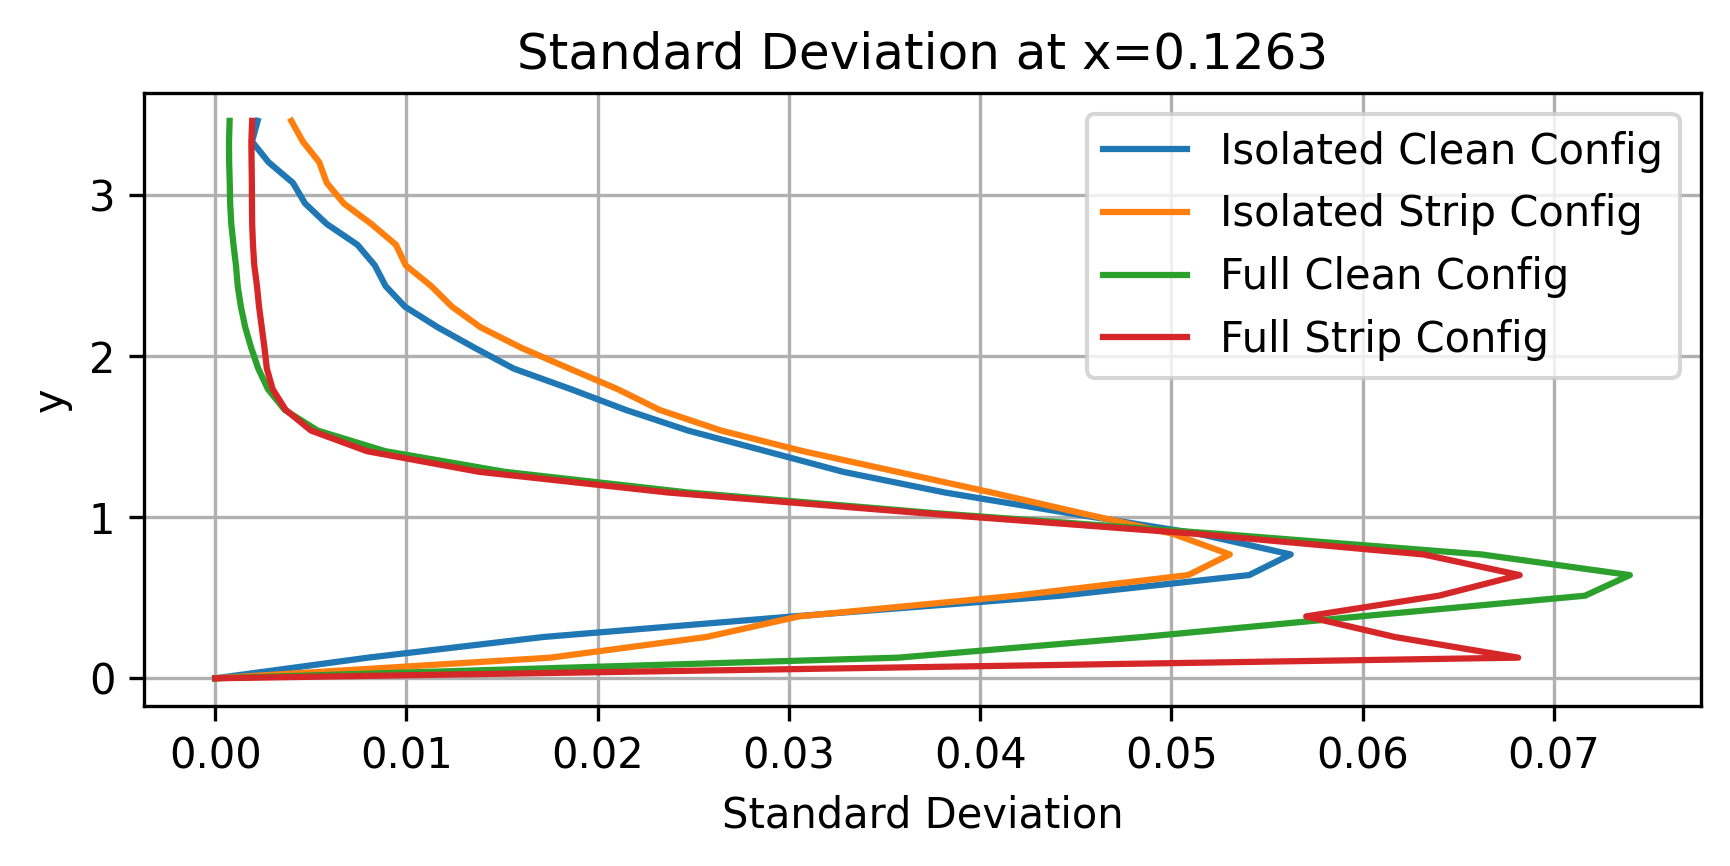 Standard Deviation at x=0.1263
Isolated Clean Config
Isolated Strip Config
Full Clean Config
Full Strip Config
3
2
1
0
y
0.00 0.01 0.02 0.03 0.04 0.05 0.06 0.07
Standard Deviation